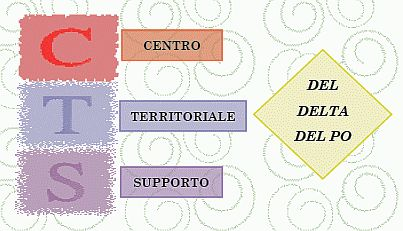 C CENTRO
T TERRITORIALE
S SUPPORTO
DEL
DELTA
DEL PO